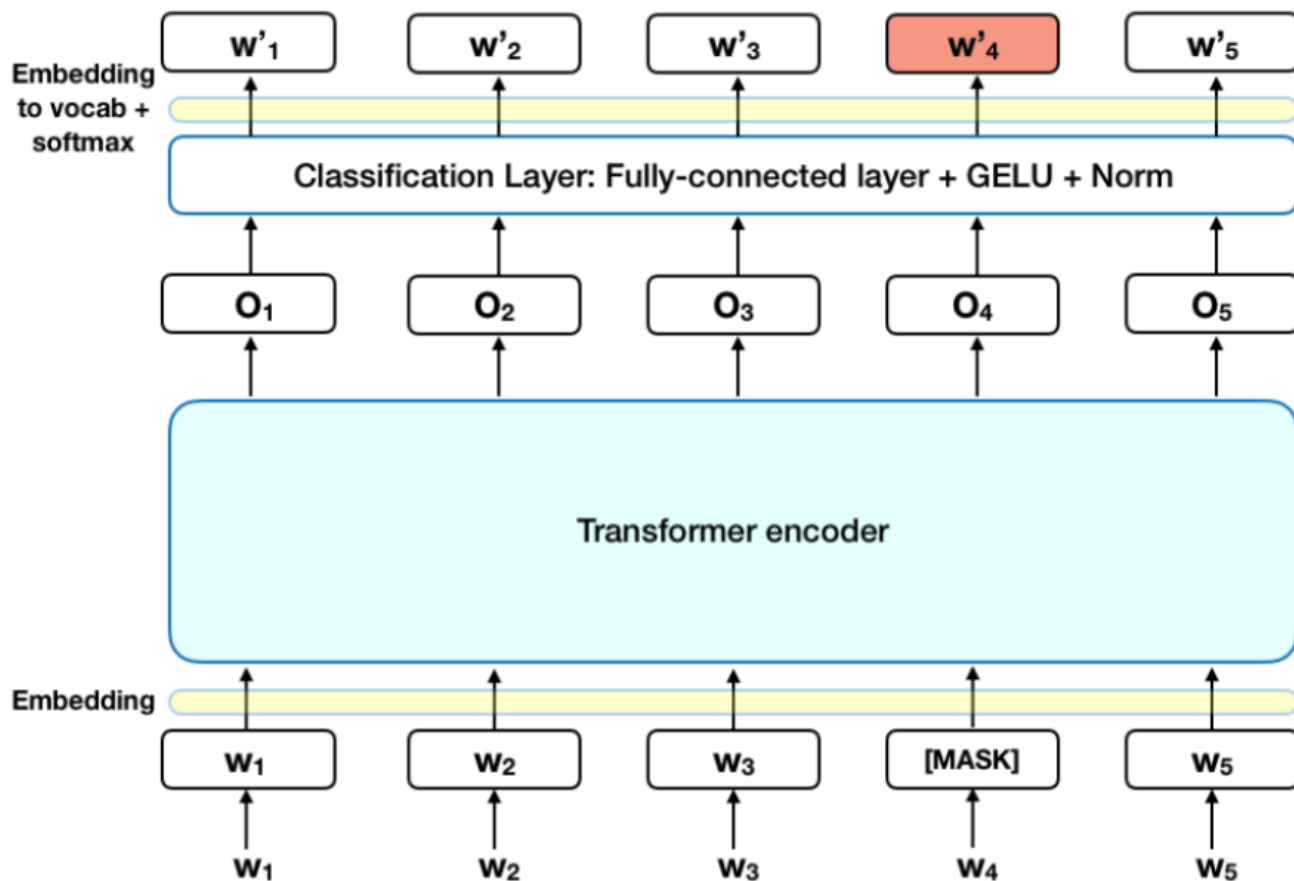 w’₁ w’₂ w’₃ w’₄ w’₅
Embedding
to vocab +
softmax
Classification Layer: Fully-connected layer + GELU + Norm
O₁ O₂ O₃ O₄ O₅
Transformer encoder
Embedding
W₁ W₂ W₃ [MASK] W₅
W₁ W₂ W₃ W₄ W₅